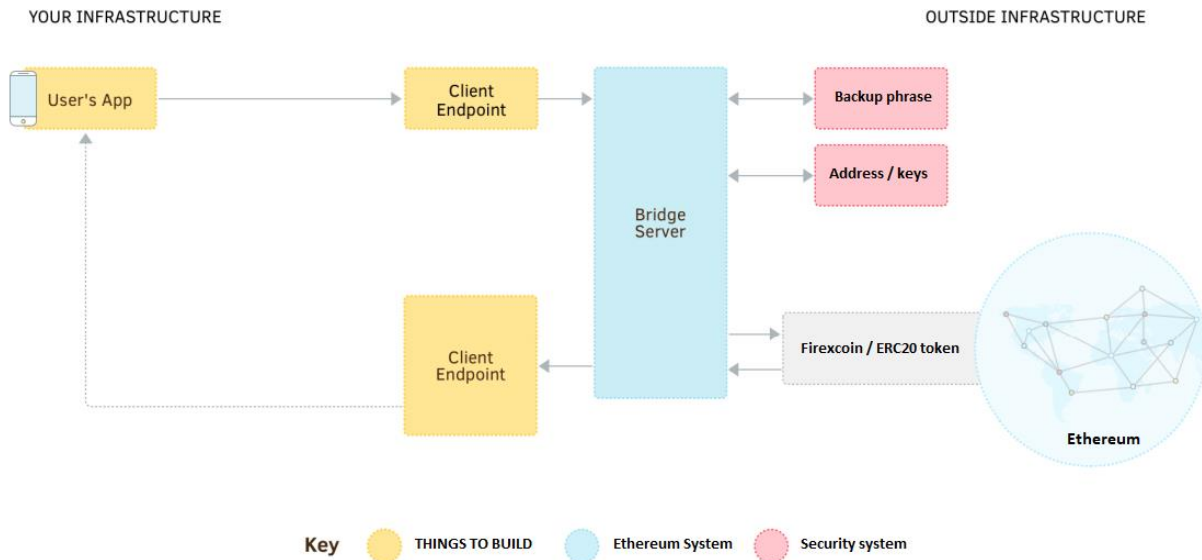 YOUR INFRASTRUCTURE
OUTSIDE INFRASTRUCTURE
User's App
Client
Endpoint
Backup phrase
Address / keys
Bridge
Server
Client
Endpoint
Firexcoin / ERC20 token
Ethereum
Key
THINGS TO BUILD
Ethereum System
Security system